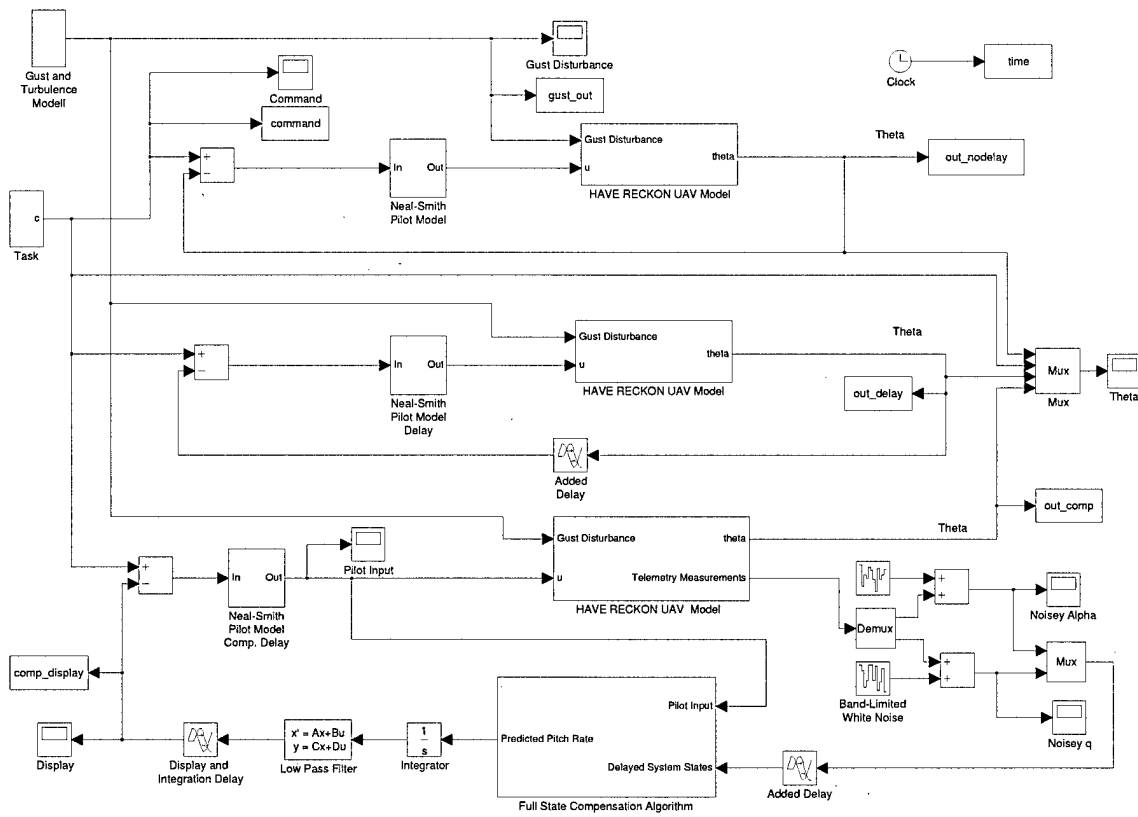 Gust and
Turbulence
Modell
Gust Disturbance
gust_out
Command
command
Clock
time
Task
c
+
−
In
Out
Neal-Smith
Pilot Model
Gust Disturbance
u
theta
HAVE RECKON UAV Model
Theta
out_nodelay
+
−
In
Out
Neal-Smith
Pilot Model
Delay
Gust Disturbance
u
theta
HAVE RECKON UAV Model
Theta
out_delay
Mux
Mux
Theta
Added
Delay
+
−
In
Out
Neal-Smith
Pilot Model
Comp. Delay
Pilot Input
Gust Disturbance
u
theta
Telemetry Measurements
HAVE RECKON UAV Model
Theta
out_comp
Demux
+
+
Noisey Alpha
+
+
Band-Limited
White Noise
Mux
Noisey q
comp_display
Display
Display and
Integration Delay
x' = Ax+Bu
y = Cx+Du
Low Pass Filter
1
s
Integrator
Pilot Input
Predicted Pitch Rate
Delayed System States
Full State Compensation Algorithm
Added Delay